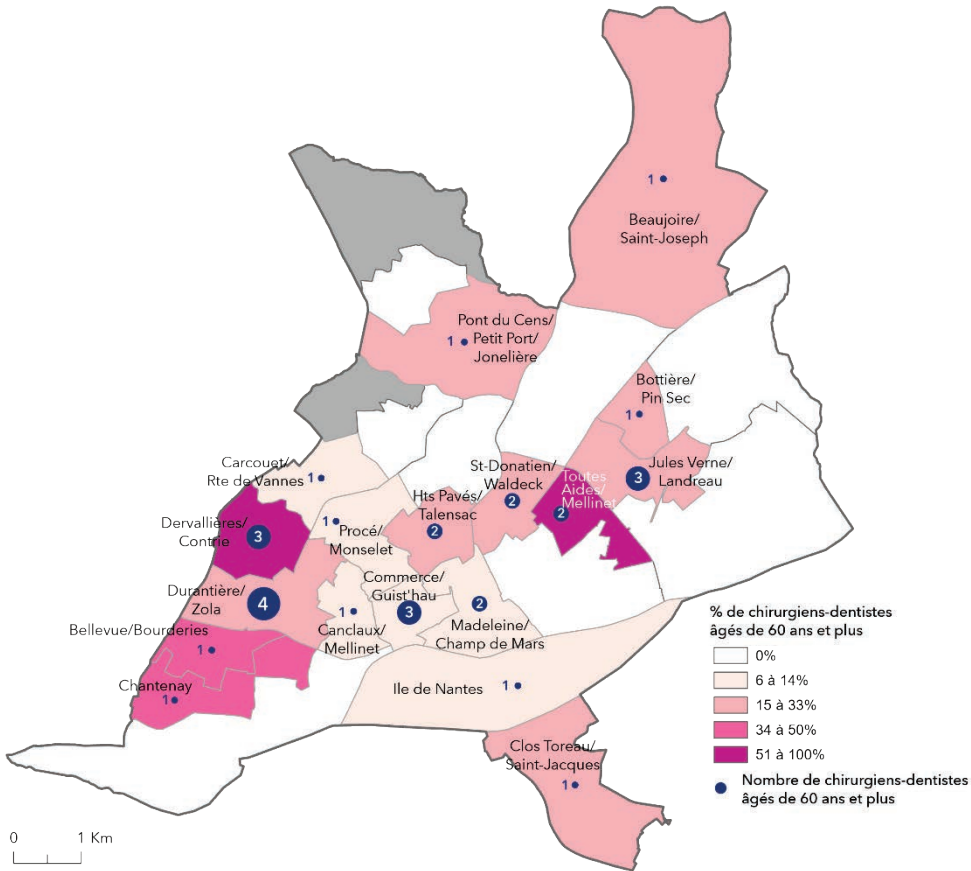 1
Beaujoire/
Saint-Joseph
Pont du Cens/
1 Petit Port/
Jonelière
Bottière/
Pin Sec
1
Carcouet/
Rte de Vannes 1
St-Donatien/
Waldeck
2
Toutes
Aides/
Mellinet
2
3 Jules Verne/
Landreau
Hts Pavés/
Talensac
2
Dervallières/
Contrie
3
1
Procé/
Monselet
Durantière/
Zola
4
Commerce/
Guist'hau
3
1
Canclaux/
Mellinet
2
Madeleine/
Champ de Mars
Bellevue/Bourderies
1
Chantenay
1
Ile de Nantes 1
Clos Toreau/
Saint-Jacques
1
% de chirurgiens-dentistes
âgés de 60 ans et plus
0%
6 à 14%
15 à 33%
34 à 50%
51 à 100%
Nombre de chirurgiens-dentistes
âgés de 60 ans et plus
0 1 Km